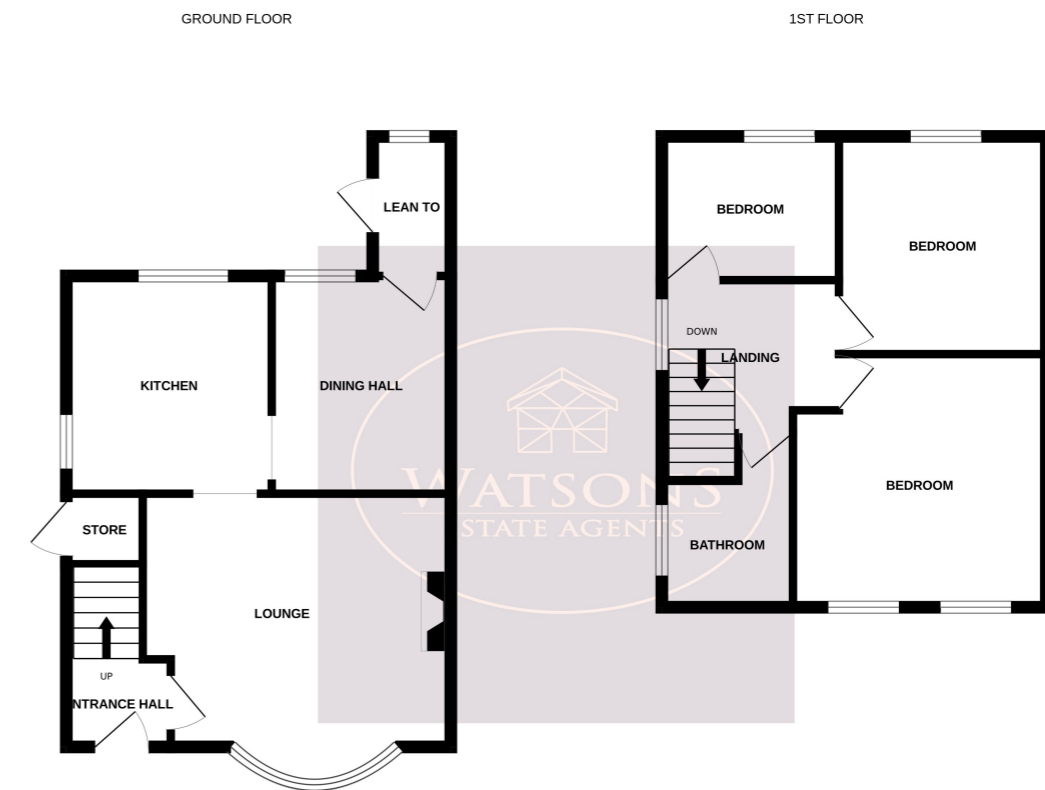 GROUND FLOOR
1ST FLOOR
LEAN TO
KITCHEN
DINING HALL
STORE
LOUNGE
UP
NTRANCE HALL
BEDROOM
BEDROOM
DOWN
LANDING
BEDROOM
BATHROOM
WATSONS
ESTATE AGENTS